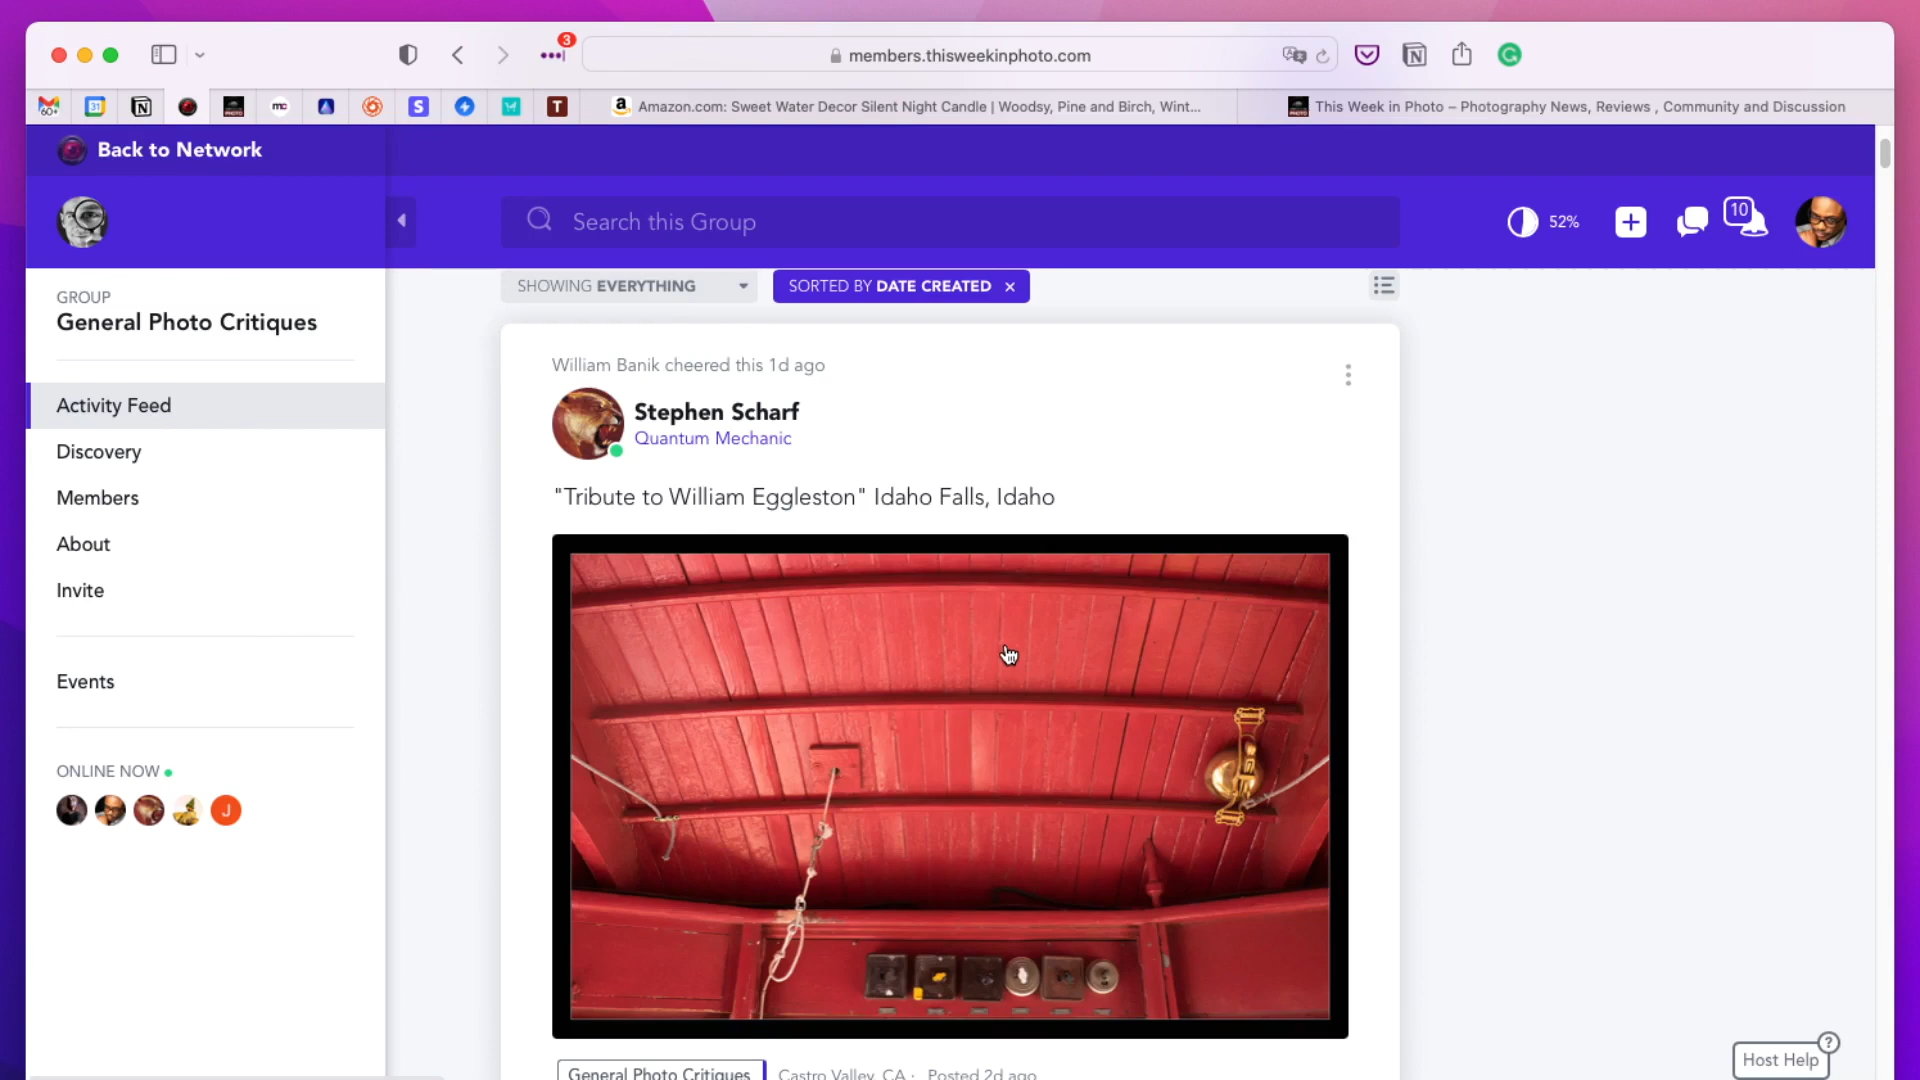 3
members.thisweekinphoto.com
60+
31
mc
S
T
a Amazon.com: Sweet Water Decor Silent Night Candle | Woodsy, Pine and Birch, Wint...
This Week in Photo – Photography News, Reviews , Community and Discussion
Back to Network
Search this Group
52%
10
GROUP
General Photo Critiques
Activity Feed
Discovery
Members
About
Invite
Events
ONLINE NOW
J
SHOWING EVERYTHING
SORTED BY DATE CREATED ×
William Banik cheered this 1d ago
Stephen Scharf
Quantum Mechanic
"Tribute to William Eggleston" Idaho Falls, Idaho
General Photo Critiques
Castro Valley, CA · Posted 2d ago
Host Help
?